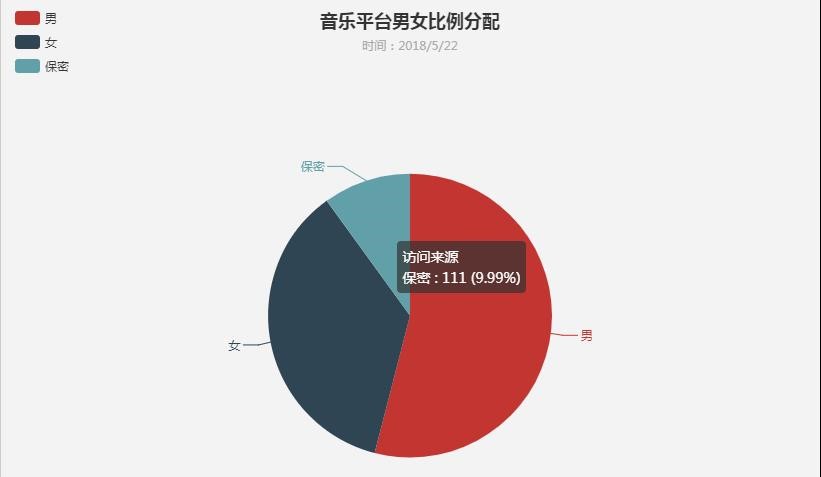 男
女
保密
音乐平台男女比例分配
时间：2018/5/22
保密
访问来源
保密 : 111 (9.99%)
男
女